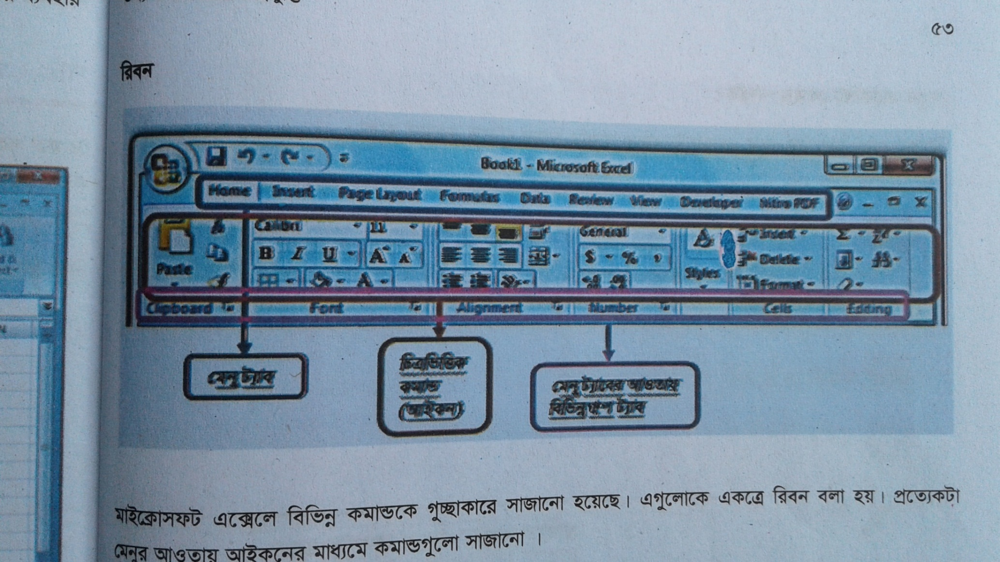 ৫৩
রিবন
Book1 - Microsoft Excel
Home Insert Page Layout Formulas Data Review View Developer Nitro PDF
Calibri 11 General Insert
B I U A A $ % , Delete
Paste Styles Format
Clipboard Font Alignment Number Cells Editing
মেনু ট্যাব
চিত্রভিত্তিক
কমান্ড
(আইকন)
মেনু ট্যাবের আওতায়
বিভিন্ন ট্যাব
মাইক্রোসফট এক্সেলে বিভিন্ন কমান্ডকে গুচ্ছাকারে সাজানো হয়েছে। এগুলোকে একত্রে রিবন বলা হয়। প্রত্যেকটা
মেনুর আওতায় আইকনের মাধ্যমে কমান্ডগুলো সাজানো ।